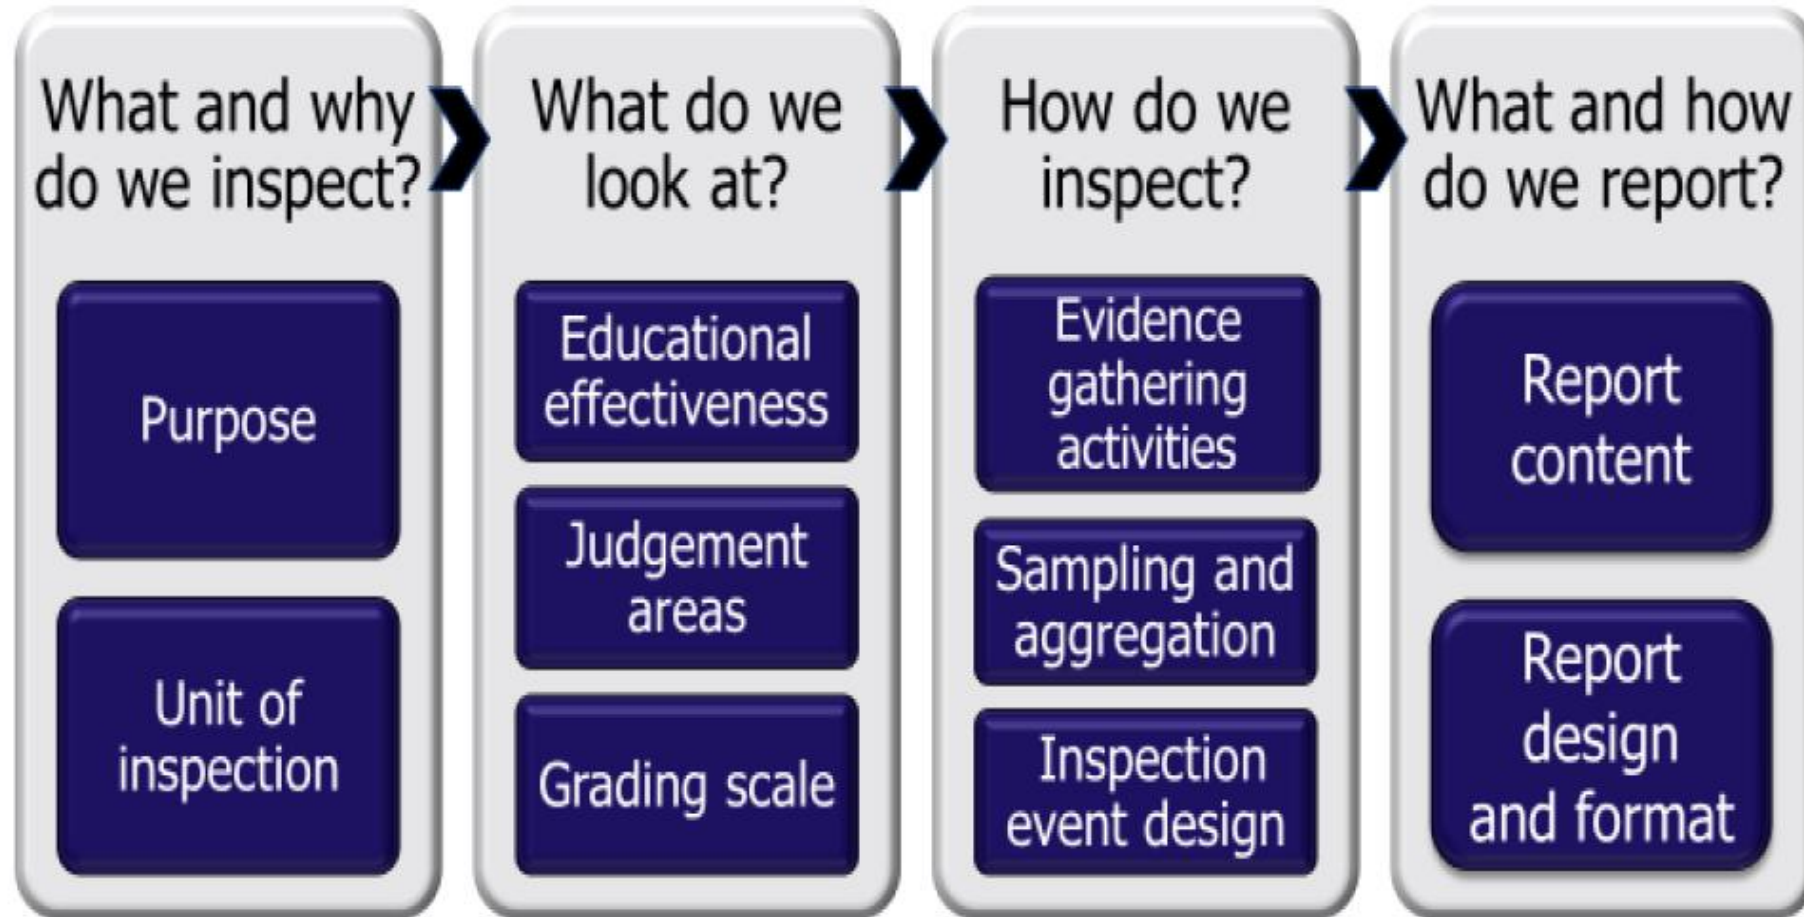 What and why
do we inspect?
Purpose
Unit of
inspection
What do we
look at?
Educational
effectiveness
Judgement
areas
Grading scale
How do we
inspect?
Evidence
gathering
activities
Sampling and
aggregation
Inspection
event design
What and how
do we report?
Report
content
Report
design
and format